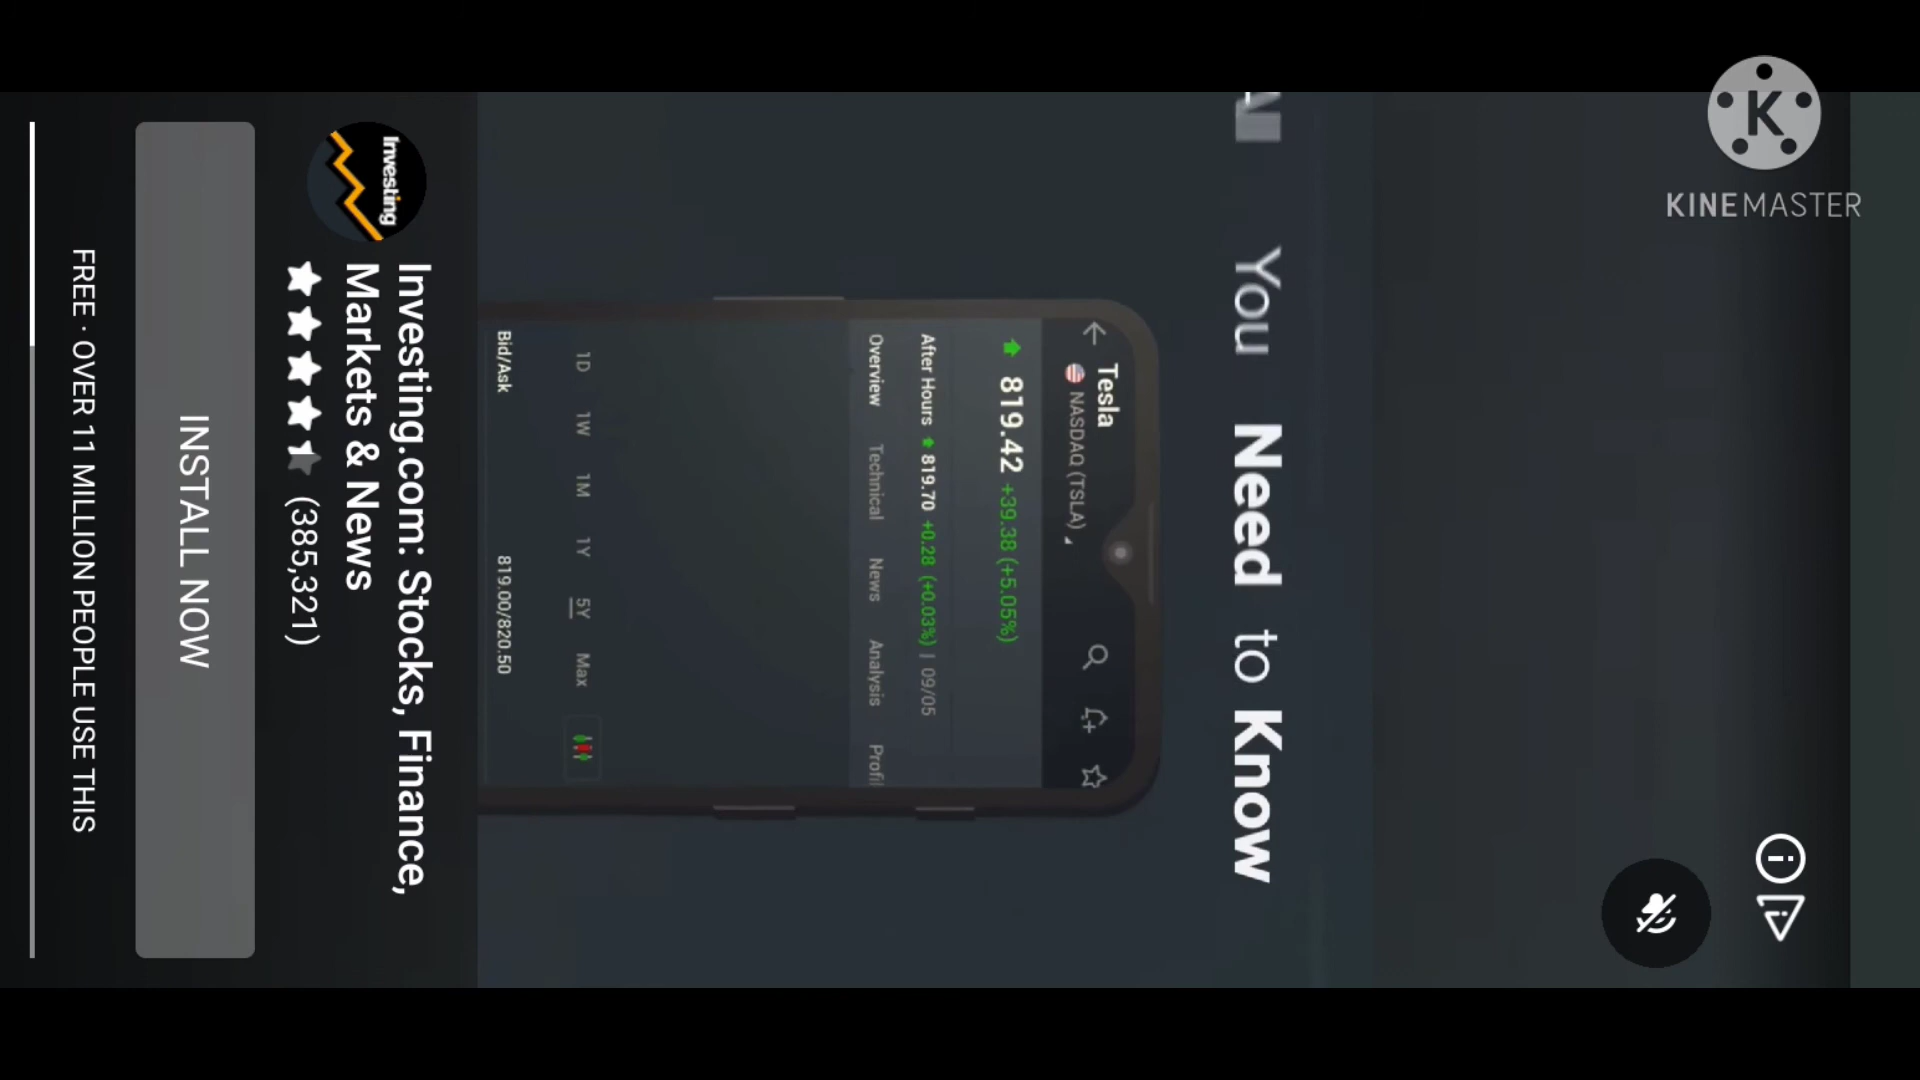 KINEMASTER
You Need to Know
Tesla
NASDAQ (TSLA)
819.42 +39.38 (+5.05%)
After Hours 819.70 +0.28 (+0.03%) | 09/05
Overview Technical News Analysis
1D 1W 1M 1Y 5Y Max
Bid/Ask 819.00/820.50
Investing
Investing.com: Stocks, Finance,
Markets & News
(385,321)
INSTALL NOW
FREE · OVER 11 MILLION PEOPLE USE THIS